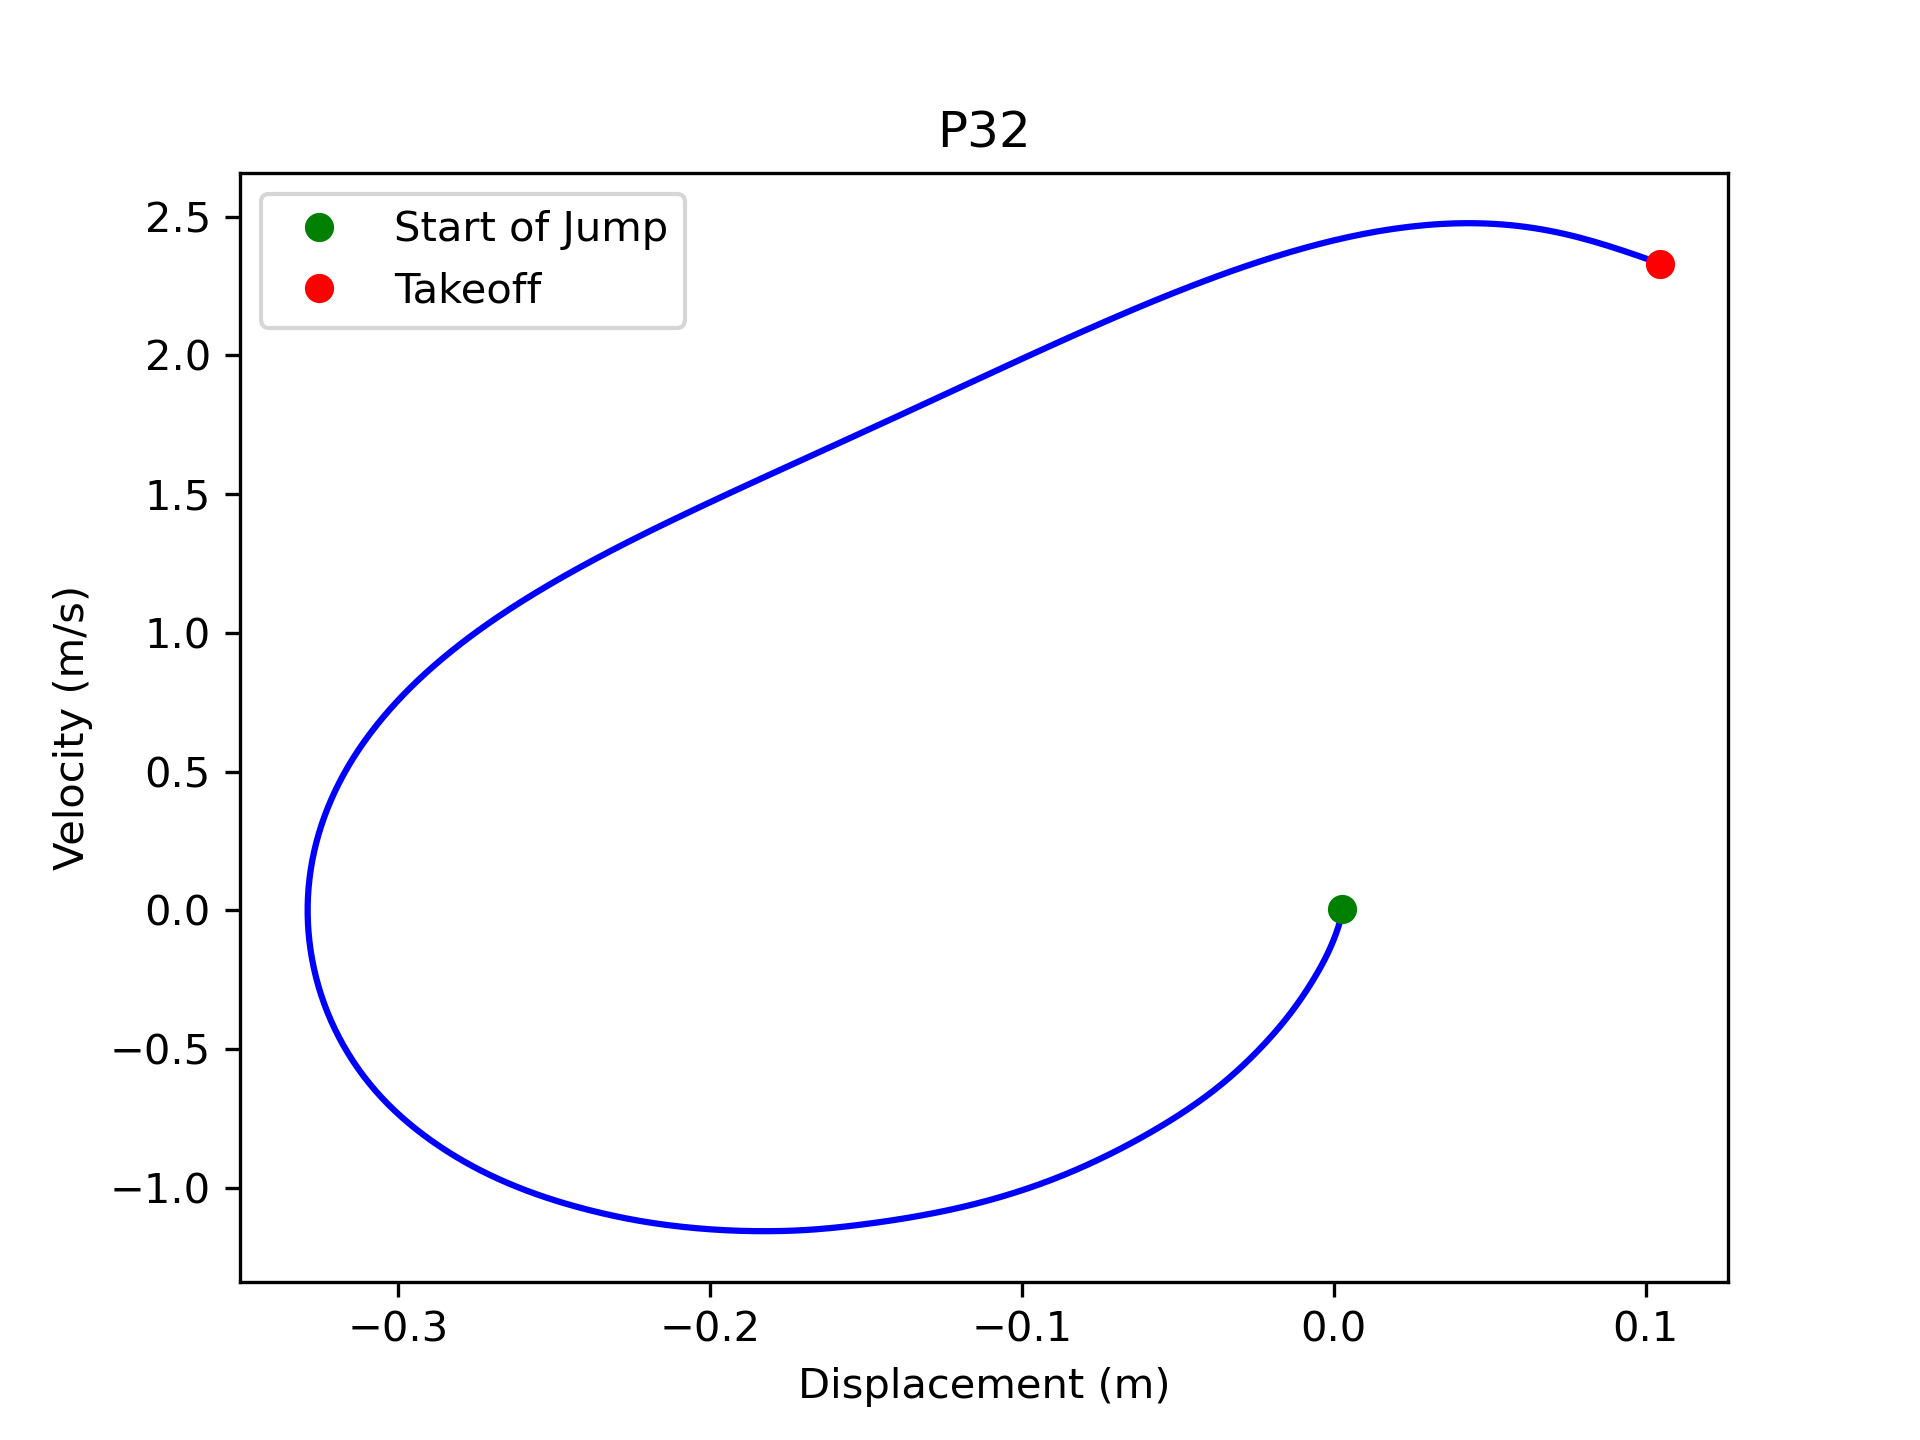 P32
Start of Jump
Takeoff
2.5
2.0
1.5
1.0
0.5
0.0
−0.5
−1.0
Velocity (m/s)
−0.3 −0.2 −0.1 0.0 0.1
Displacement (m)